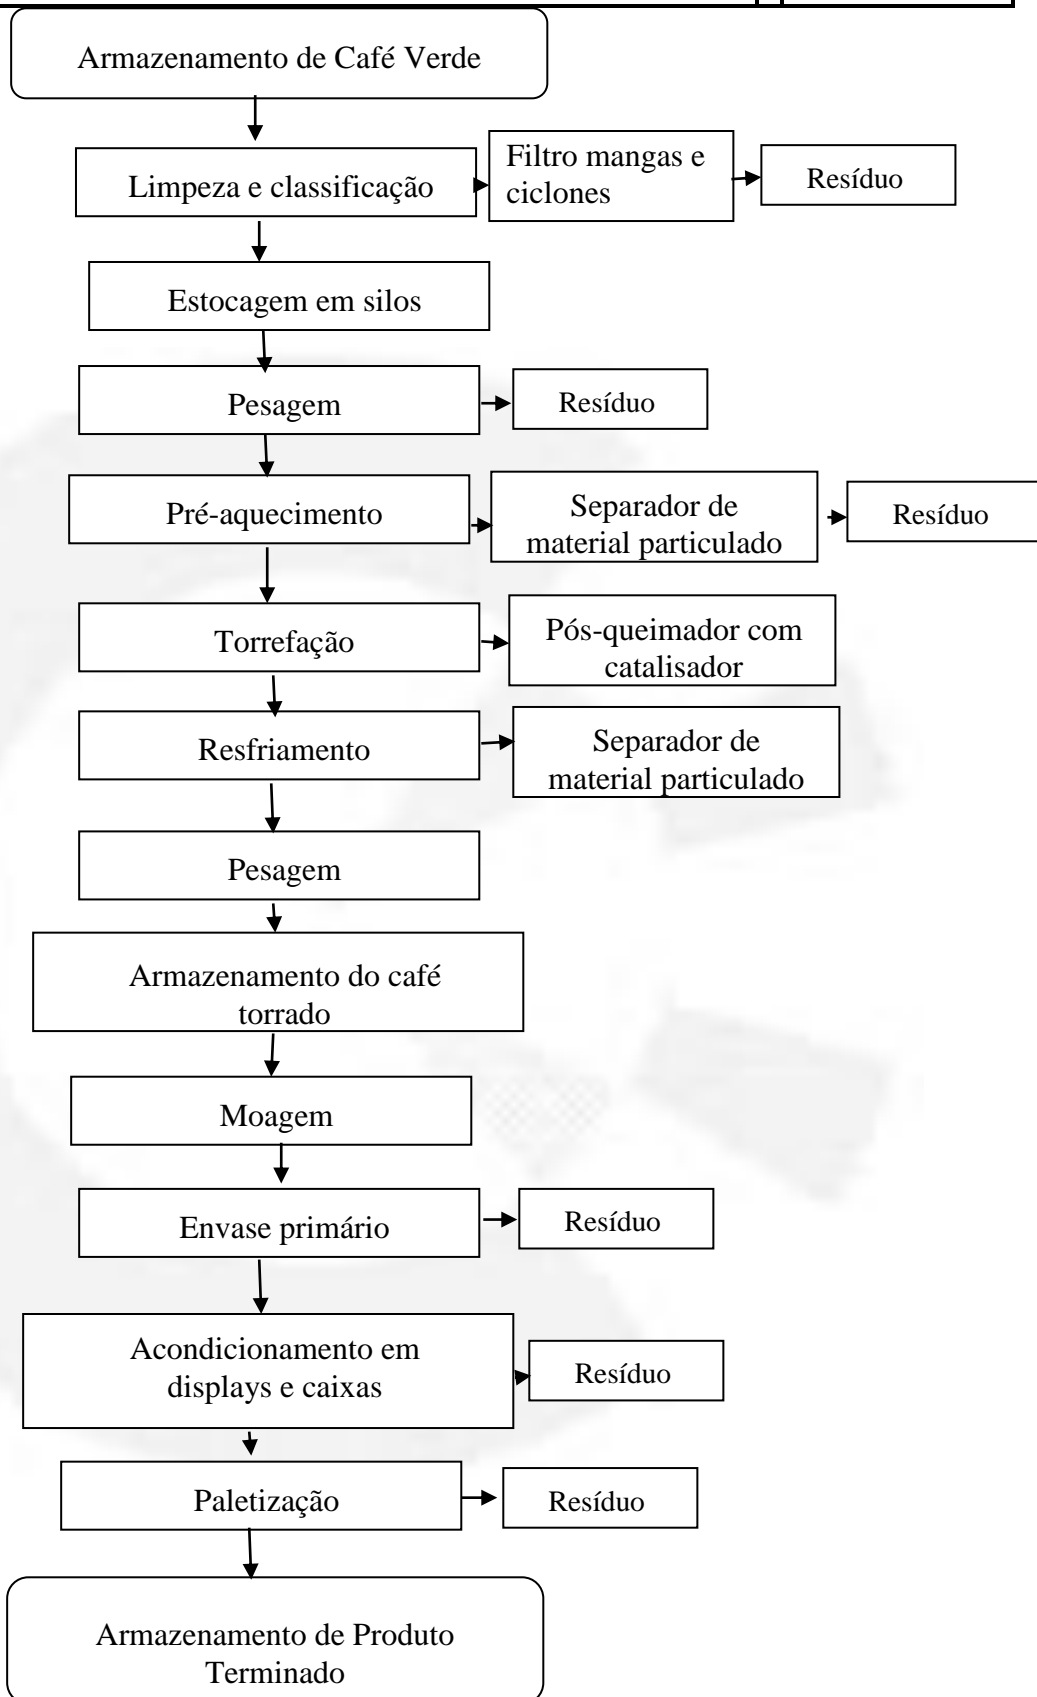 Armazenamento de Café Verde
Limpeza e classificação
Filtro mangas e
ciclones
Resíduo
Estocagem em silos
Pesagem
Resíduo
Pré-aquecimento
Separador de
material particulado
Resíduo
Torrefação
Pós-queimador com
catalisador
Resfriamento
Separador de
material particulado
Pesagem
Armazenamento do café
torrado
Moagem
Envase primário
Resíduo
Acondicionamento em
displays e caixas
Resíduo
Paletização
Resíduo
Armazenamento de Produto
Terminado